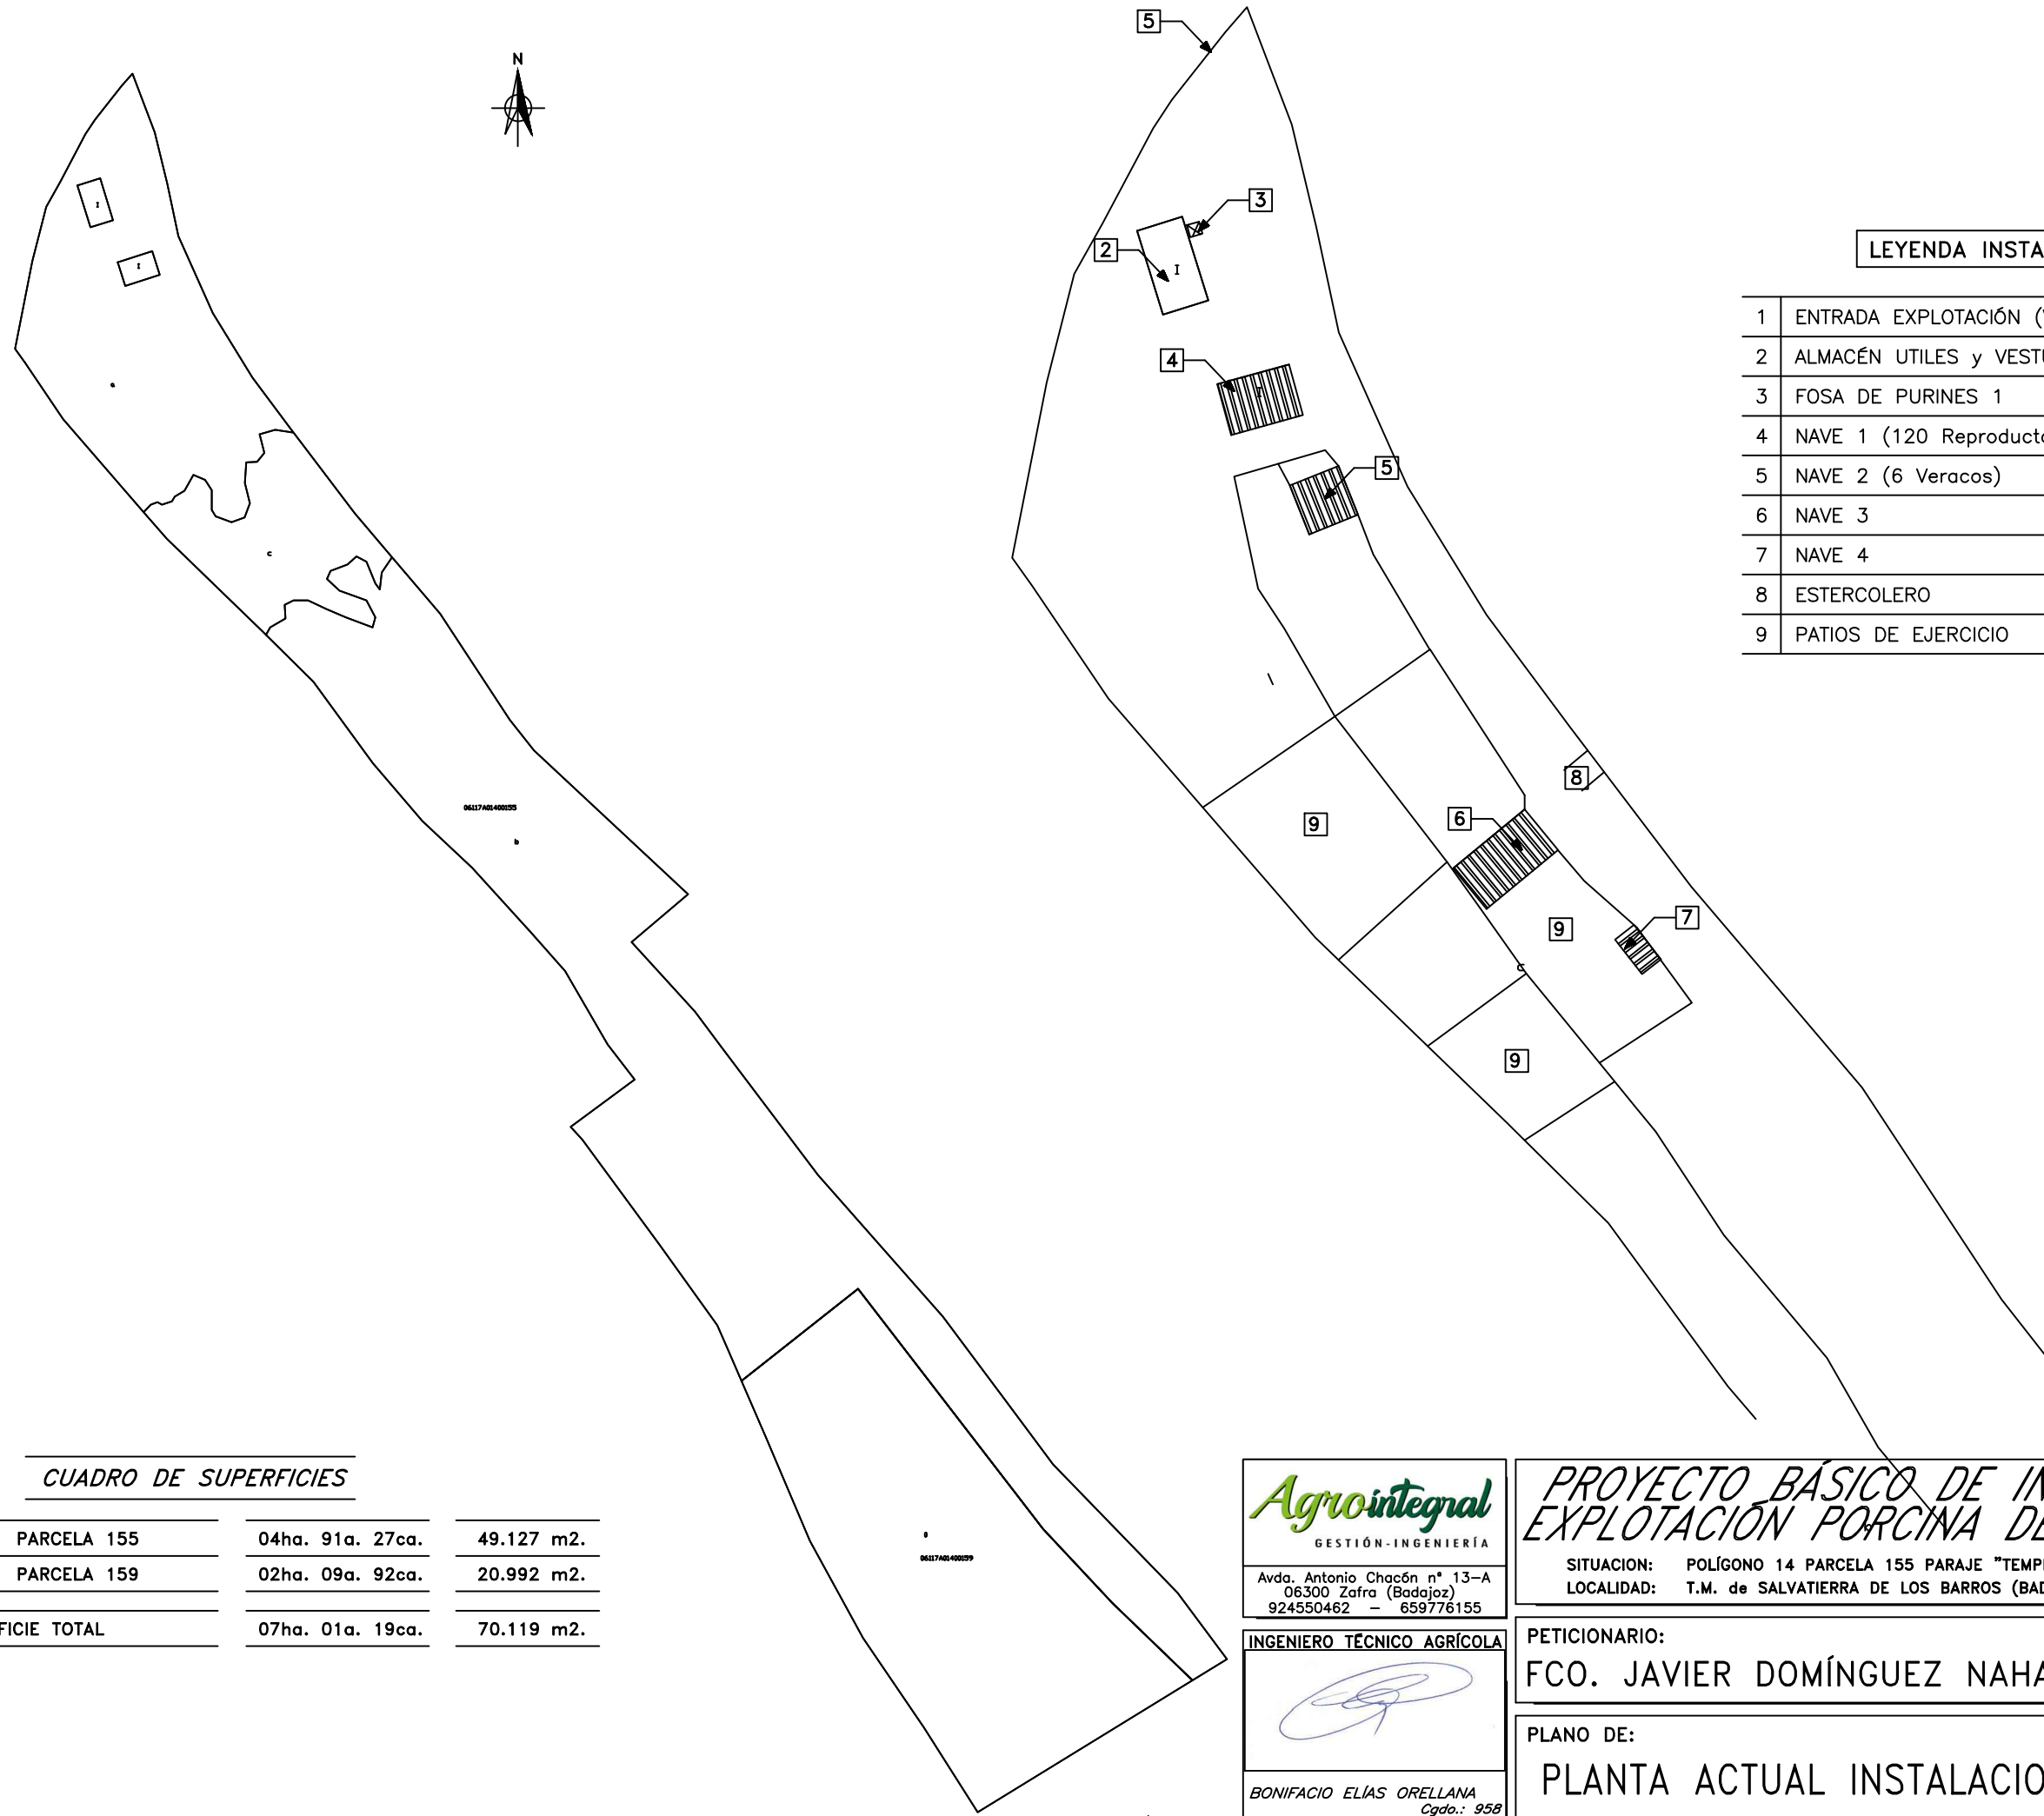 N
5
3
2
I
4
I
5
I
I
a
c
06117A01400155
b
9
6
8
9
7
C
9
0
06117A01400159
LEYENDA INSTA
1 ENTRADA EXPLOTACIÓN (
2 ALMACÉN UTILES y VEST
3 FOSA DE PURINES 1
4 NAVE 1 (120 Reproduct
5 NAVE 2 (6 Veracos)
6 NAVE 3
7 NAVE 4
8 ESTERCOLERO
9 PATIOS DE EJERCICIO
CUADRO DE SUPERFICIES
PARCELA 155 04ha. 91a. 27ca. 49.127 m2.
PARCELA 159 02ha. 09a. 92ca. 20.992 m2.
FICIE TOTAL 07ha. 01a. 19ca. 70.119 m2.
Agrointegral
GESTIÓN-INGENIERÍA
Avda. Antonio Chacón nº 13-A
06300 Zafra (Badajoz)
924550462 - 659776155
INGENIERO TÉCNICO AGRÍCOLA
BONIFACIO ELÍAS ORELLANA
Cgdo.: 958
PROYECTO BÁSICO DE IN
EXPLOTACIÓN PORCINA DE
SITUACION: POLÍGONO 14 PARCELA 155 PARAJE "TEMP
LOCALIDAD: T.M. de SALVATIERRA DE LOS BARROS (BAD
PETICIONARIO:
FCO. JAVIER DOMÍNGUEZ NAHA
PLANO DE:
PLANTA ACTUAL INSTALACIO